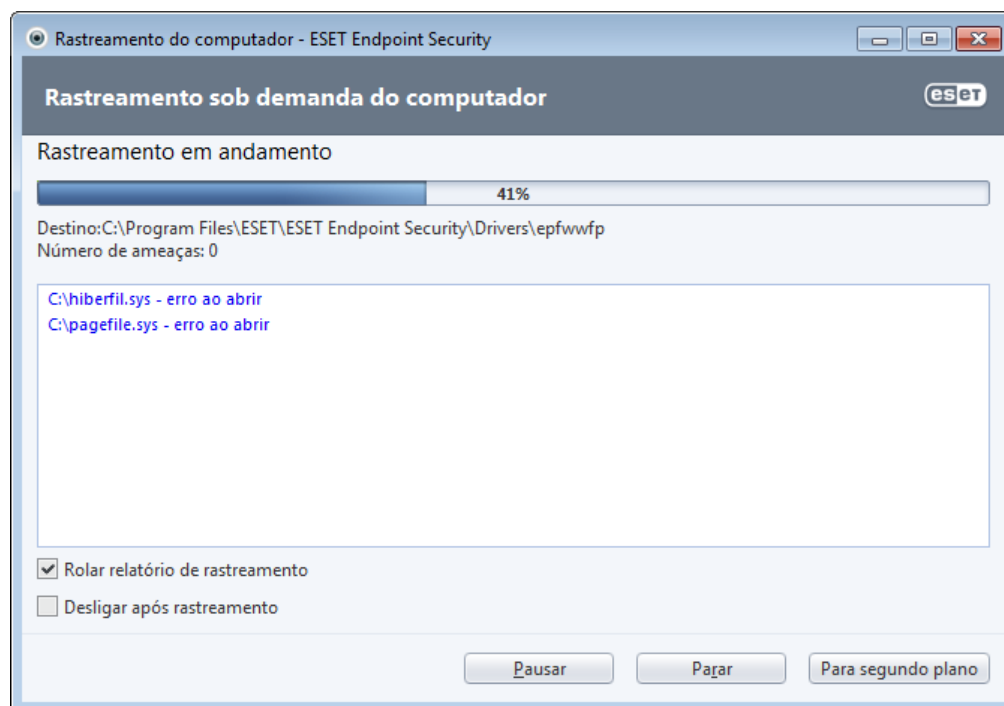 Rastreamento do computador - ESET Endpoint Security
Rastreamento sob demanda do computador
eseT
Rastreamento em andamento
41%
Destino:C:\Program Files\ESET\ESET Endpoint Security\Drivers\epfwwfp
Número de ameaças: 0
C:\hiberfil.sys - erro ao abrir
C:\pagefile.sys - erro ao abrir
Rolar relatório de rastreamento
Desligar após rastreamento
Pausar
Parar
Para segundo plano